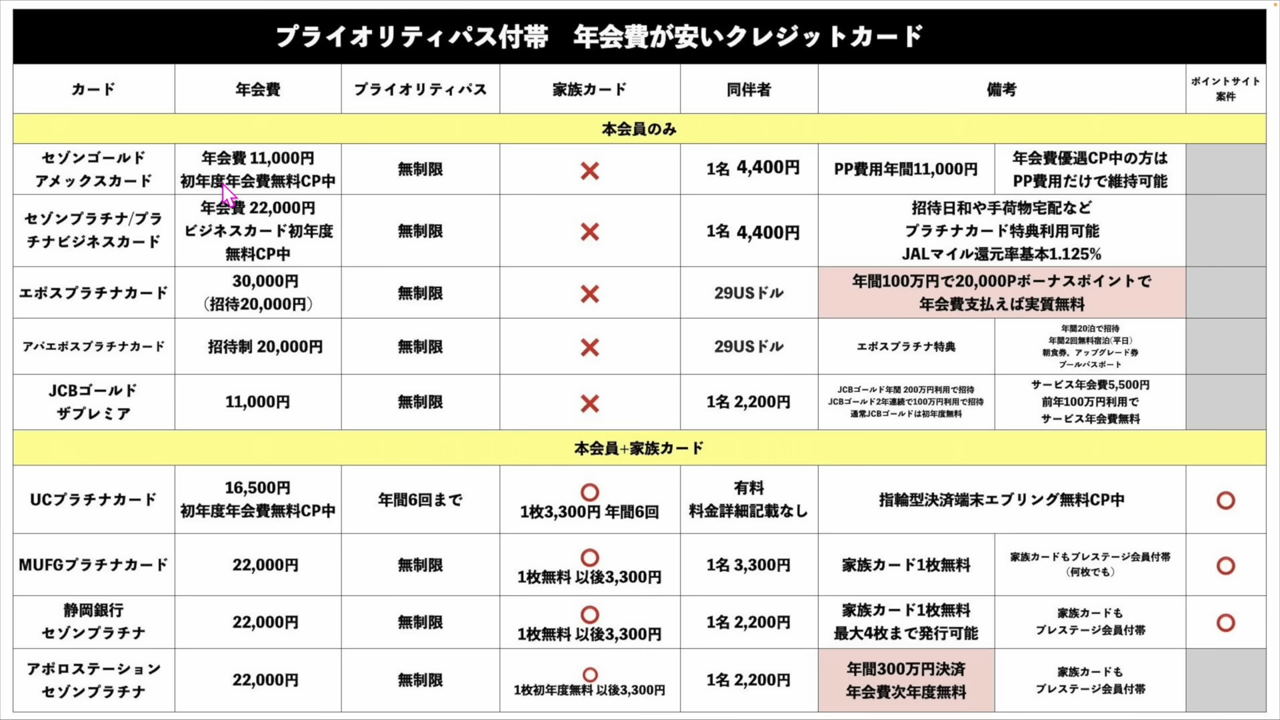 プライオリティパス付帯　年会費が安いクレジットカード
カード
年会費
プライオリティパス
家族カード
同伴者
備考
ポイントサイト
案件
本会員のみ
セゾンゴールド
アメックスカード
年会費 11,000円
初年度年会費無料CP中
無制限
1名 4,400円
PP費用年間11,000円
年会費優遇CP中の方は
PP費用だけで維持可能
セゾンプラチナ/プラ
チナビジネスカード
年会費 22,000円
ビジネスカード初年度
無料CP中
無制限
1名 4,400円
招待日和や手荷物宅配など
プラチナカード特典利用可能
JALマイル還元率基本1.125%
エポスプラチナカード
30,000円
（招待20,000円）
無制限
29USドル
年間100万円で20,000Pボーナスポイントで
年会費支払えば実質無料
アパエポスプラチナカード
招待制 20,000円
無制限
29USドル
エポスプラチナ特典
年間20泊で招待
年間2回無料宿泊(平日)
朝食券，アップグレード券
プールパスポート
JCBゴールド
ザプレミア
11,000円
無制限
1名 2,200円
JCBゴールド年間 200万円利用で招待
JCBゴールド2年連続で100万円利用で招待
通常JCBゴールドは初年度無料
サービス年会費5,500円
前年100万円利用で
サービス年会費無料
本会員+家族カード
UCプラチナカード
16,500円
初年度年会費無料CP中
年間6回まで
1枚3,300円 年間6回
有料
料金詳細記載なし
指輪型決済端末エブリング無料CP中
MUFGプラチナカード
22,000円
無制限
1枚無料 以後3,300円
1名 3,300円
家族カード1枚無料
家族カードもプレステージ会員付帯
（何枚でも）
静岡銀行
セゾンプラチナ
22,000円
無制限
1枚無料 以後3,300円
1名 2,200円
家族カード1枚無料
最大4枚まで発行可能
家族カードも
プレステージ会員付帯
アポロステーション
セゾンプラチナ
22,000円
無制限
1枚初年度無料 以後3,300円
1名 2,200円
年間300万円決済
年会費次年度無料
家族カードも
プレステージ会員付帯